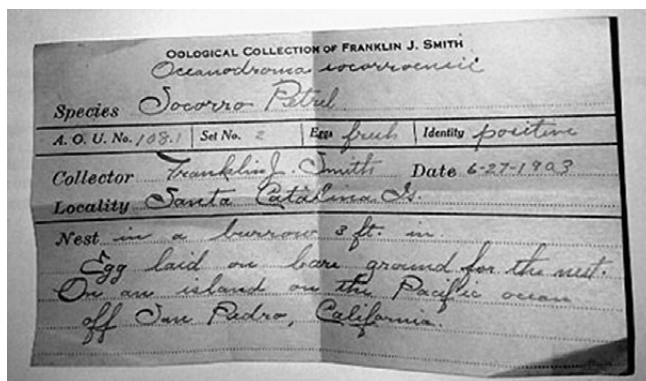 OOLOGICAL COLLECTION OF FRANKLIN J. SMITH
Oceanodroma socorroensis
Species Socorro Petrel
A. O. U. No. 108.1 Set No. 2 Eggs fresh Identity positive
Collector Franklin J. Smith Date 6-27-1903
Locality Santa Catalina Is.
Nest in a burrow 3 ft. in.
Egg laid on bare ground for the nest.
On an island on the Pacific ocean
off San Pedro, California.